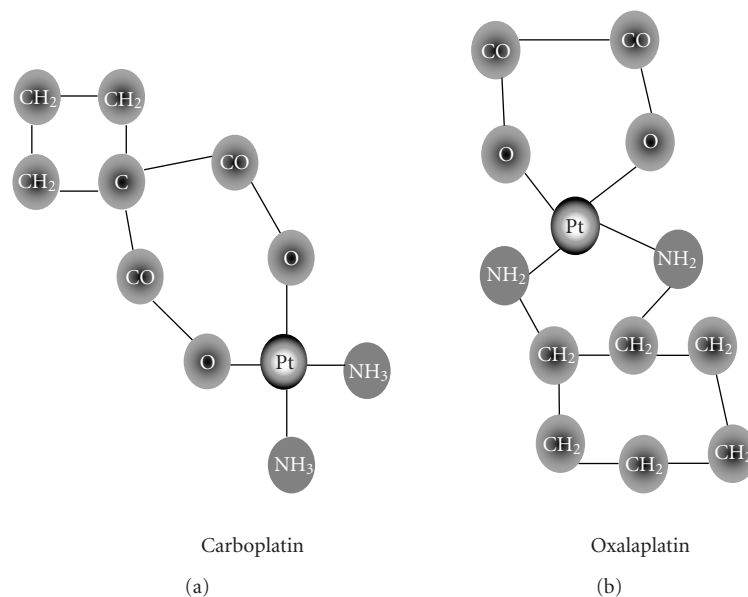 CH₂ CH₂
CH₂ C CO
CO O
O Pt NH₃
NH₃
Carboplatin
(a)
CO CO
O O
Pt
NH₂ NH₂
CH₂ CH₂ CH₂
CH₂ CH₂ CH₂
Oxalaplatin
(b)